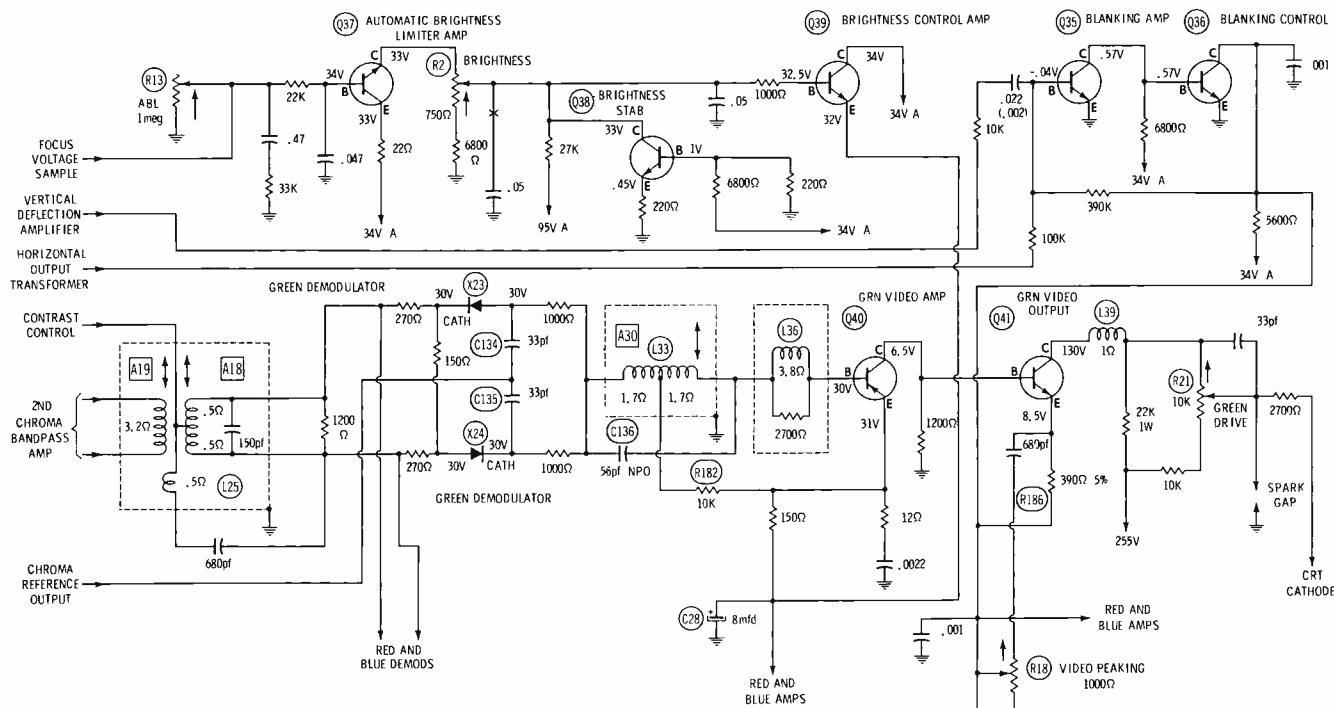 Q37 AUTOMATIC BRIGHTNESS
LIMITER AMP
Q39 BRIGHTNESS CONTROL AMP
Q35 BLANKING AMP
Q36 BLANKING CONTROL
R13
ABL
1meg
34V
B
C
33V
E
33V
22K
.47
33K
.047
22Ω
34V A
R2
BRIGHTNESS
750Ω
6800
Ω
.05
27K
95V A
Q38
BRIGHTNESS
STAB
33V
C
B
1V
.45V
E
220Ω
6800Ω
220Ω
34V A
.05
1000Ω
32.5V
B
C
34V
E
32V
34V A
10K
.022
(.002)
-.04V
B
C
.57V
E
6800Ω
34V A
.57V
B
C
E
001
390K
100K
5600Ω
34V A
FOCUS
VOLTAGE
SAMPLE
VERTICAL
DEFLECTION
AMPLIFIER
HORIZONTAL
OUTPUT
TRANSFORMER
CONTRAST
CONTROL
2ND
CHROMA
BANDPASS
AMP
CHROMA
REFERENCE
OUTPUT
A19
A18
3.2Ω
.5Ω
.5Ω
150pf
.5Ω
L25
680pf
1200
Ω
GREEN DEMODULATOR
270Ω
30V
X23
CATH
30V
150Ω
C134
33pf
1000Ω
C135
33pf
270Ω
30V
X24
30V
CATH
1000Ω
GREEN DEMODULATOR
RED AND
BLUE DEMODS
A30
L33
1.7Ω
1.7Ω
C136
56pf NPO
R182
10K
L36
3.8Ω
2700Ω
GRN VIDEO AMP
Q40
C
6.5V
B
30V
E
31V
1200Ω
150Ω
12Ω
.0022
C28
8mfd
RED AND
BLUE AMPS
Q41
GRN VIDEO
OUTPUT
L39
1Ω
C
130V
B
E
8.5V
680pf
390Ω 5%
R186
22K
1W
255V
R21
10K
GREEN
DRIVE
10K
33pf
2700Ω
SPARK
GAP
CRT
CATHODE
.001
RED AND
BLUE AMPS
R18 VIDEO PEAKING
1000Ω